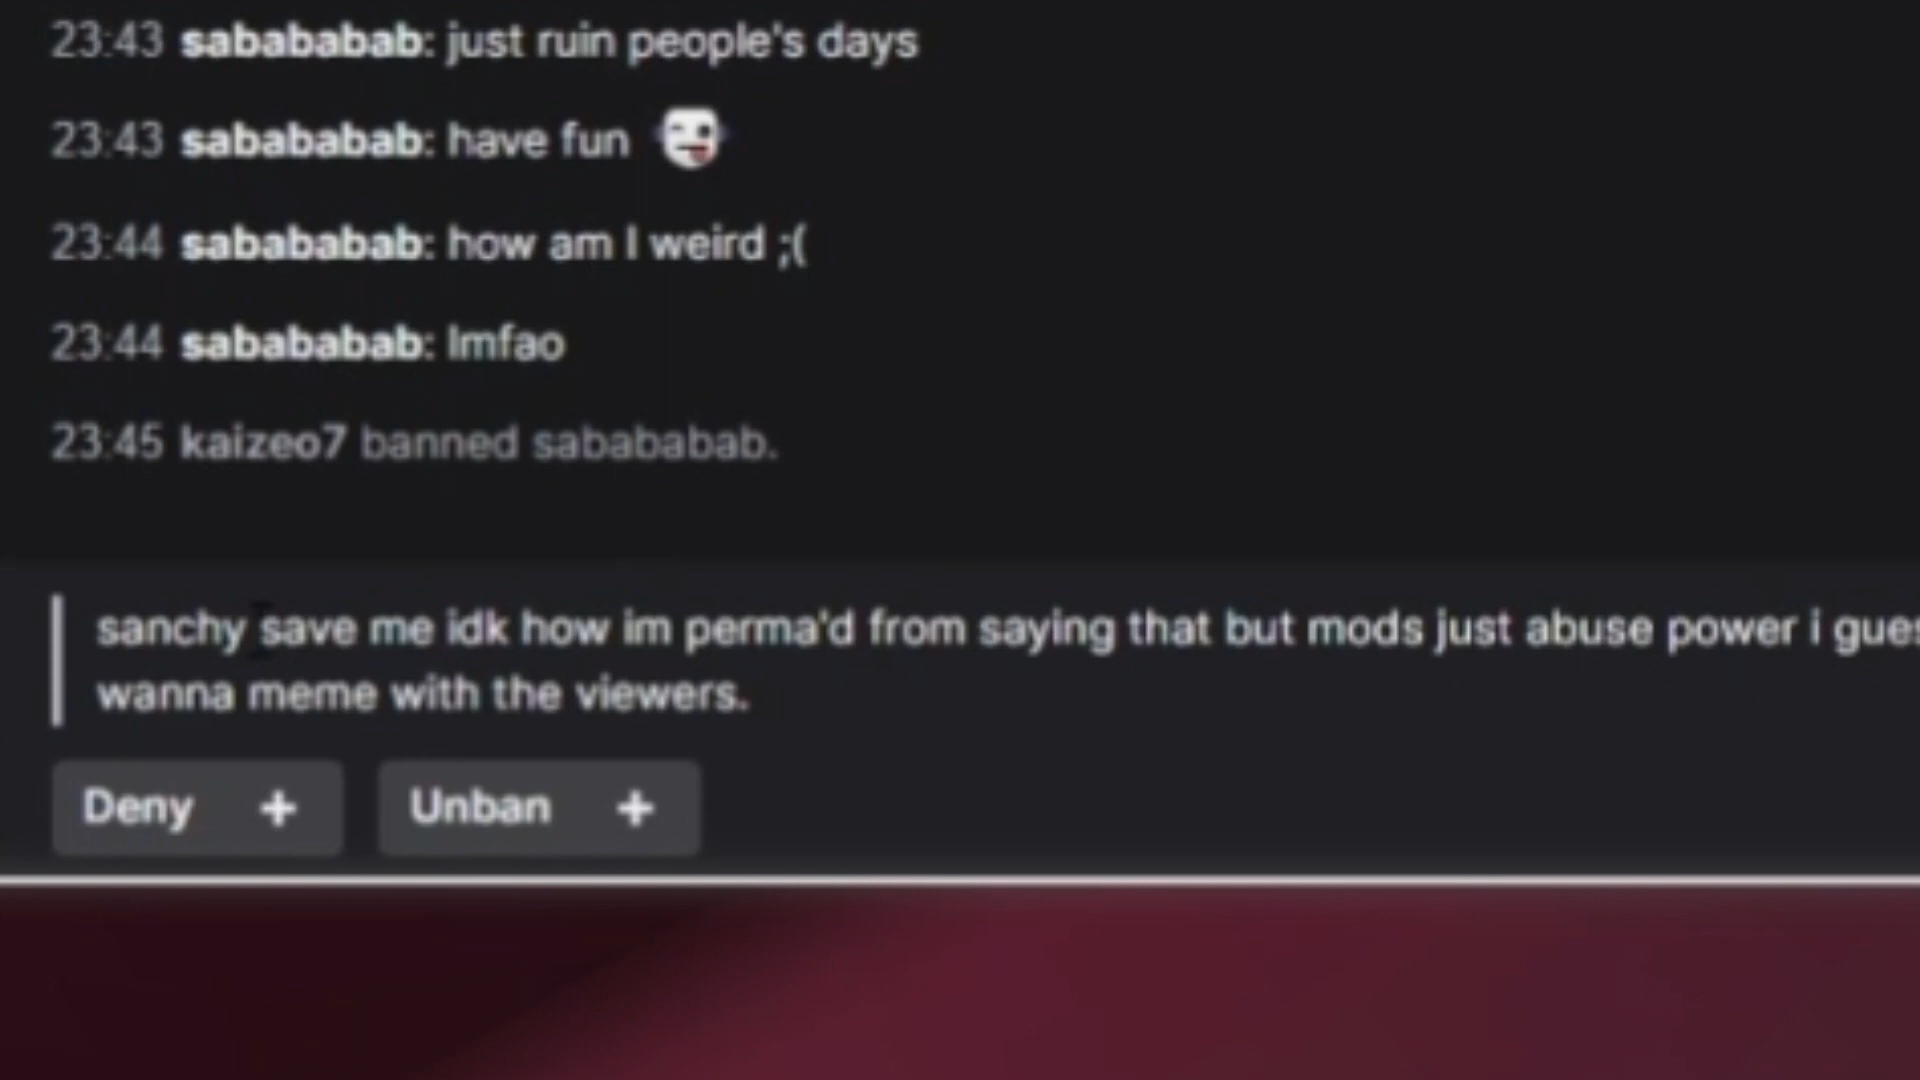 23:43 sabababab: just ruin people's days
23:43 sabababab: have fun
23:44 sabababab: how am I weird ;(
23:44 sabababab: lmfao
23:45 kaizeo7 banned sabababab.
sanchy save me idk how im perma'd from saying that but mods just abuse power i gues
wanna meme with the viewers.
Deny + Unban +